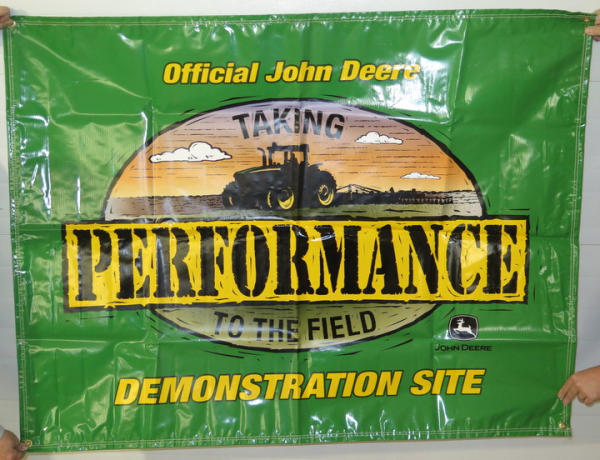 Official John Deere
TAKING
PERFORMANCE
TO THE FIELD
JOHN DEERE
DEMONSTRATION SITE